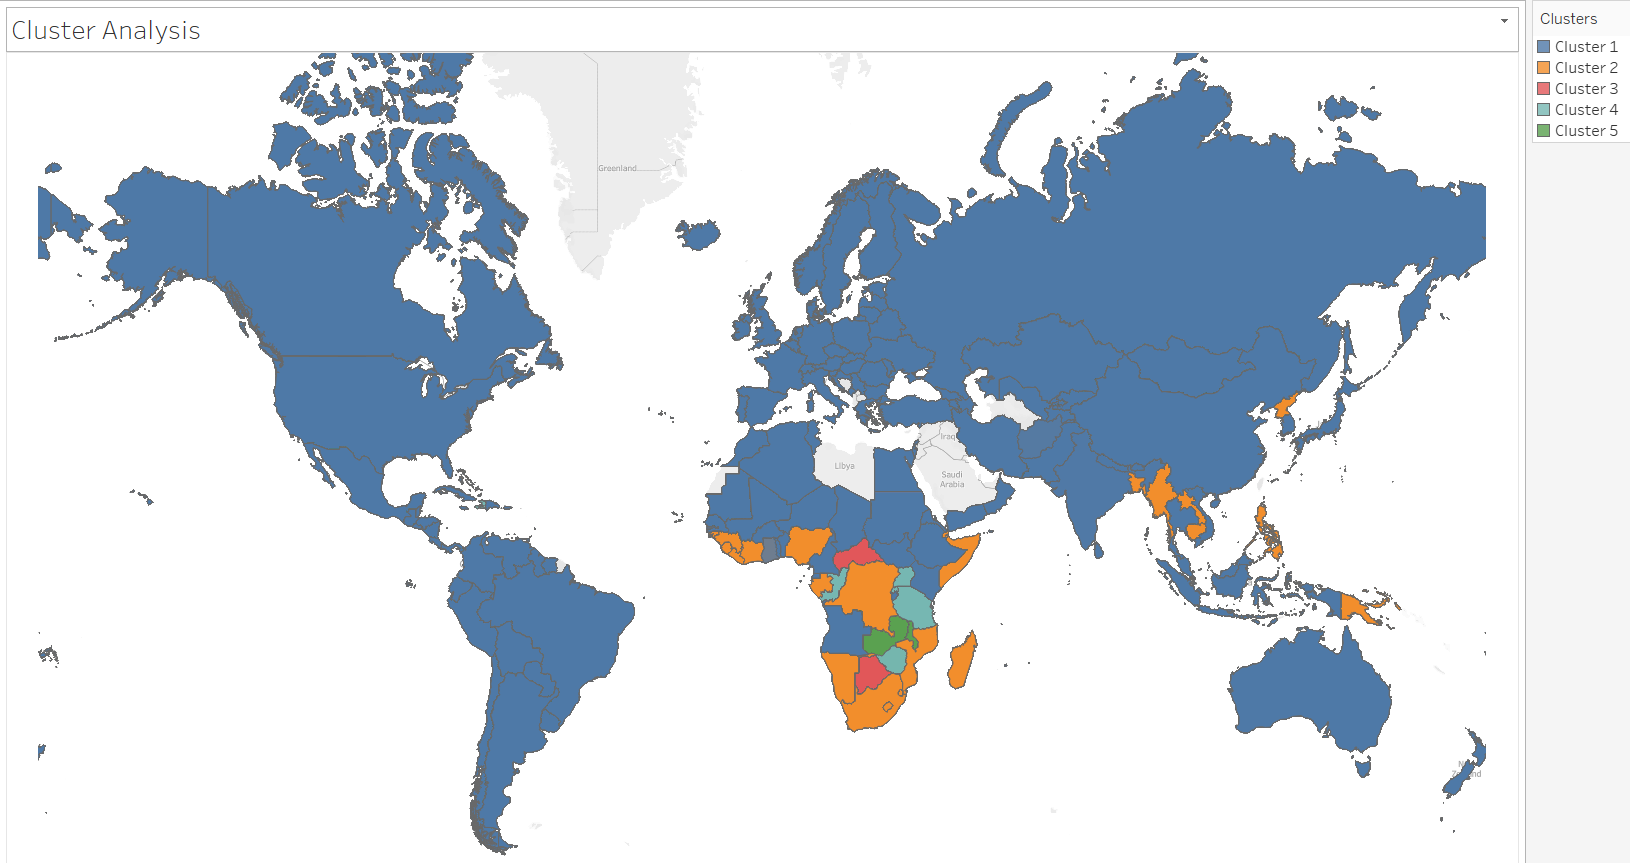 Cluster Analysis
Clusters
Cluster 1
Cluster 2
Cluster 3
Cluster 4
Cluster 5
Greenland
Libya
Iraq
Saudi
Arabia